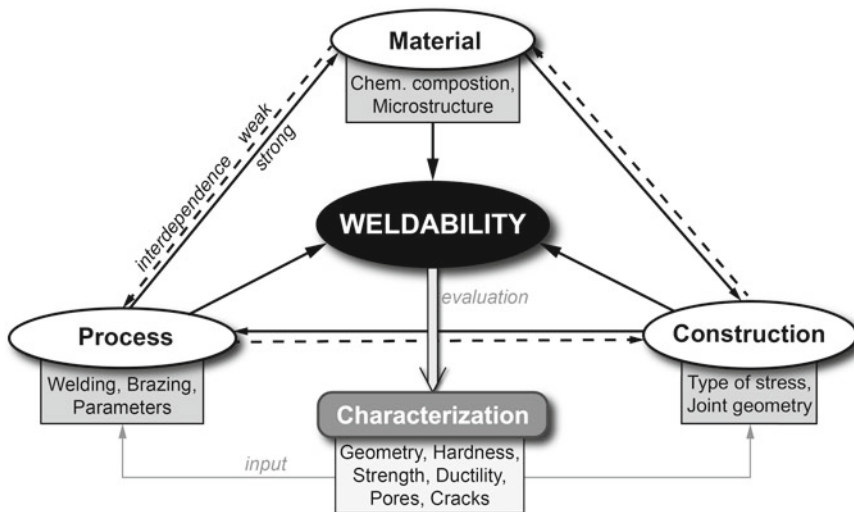 Material
Chem. compostion,
Microstructure
interdependence weak
strong
WELDABILITY
evaluation
Process
Welding, Brazing,
Parameters
Construction
Type of stress,
Joint geometry
Characterization
Geometry, Hardness,
Strength, Ductility,
Pores, Cracks
input